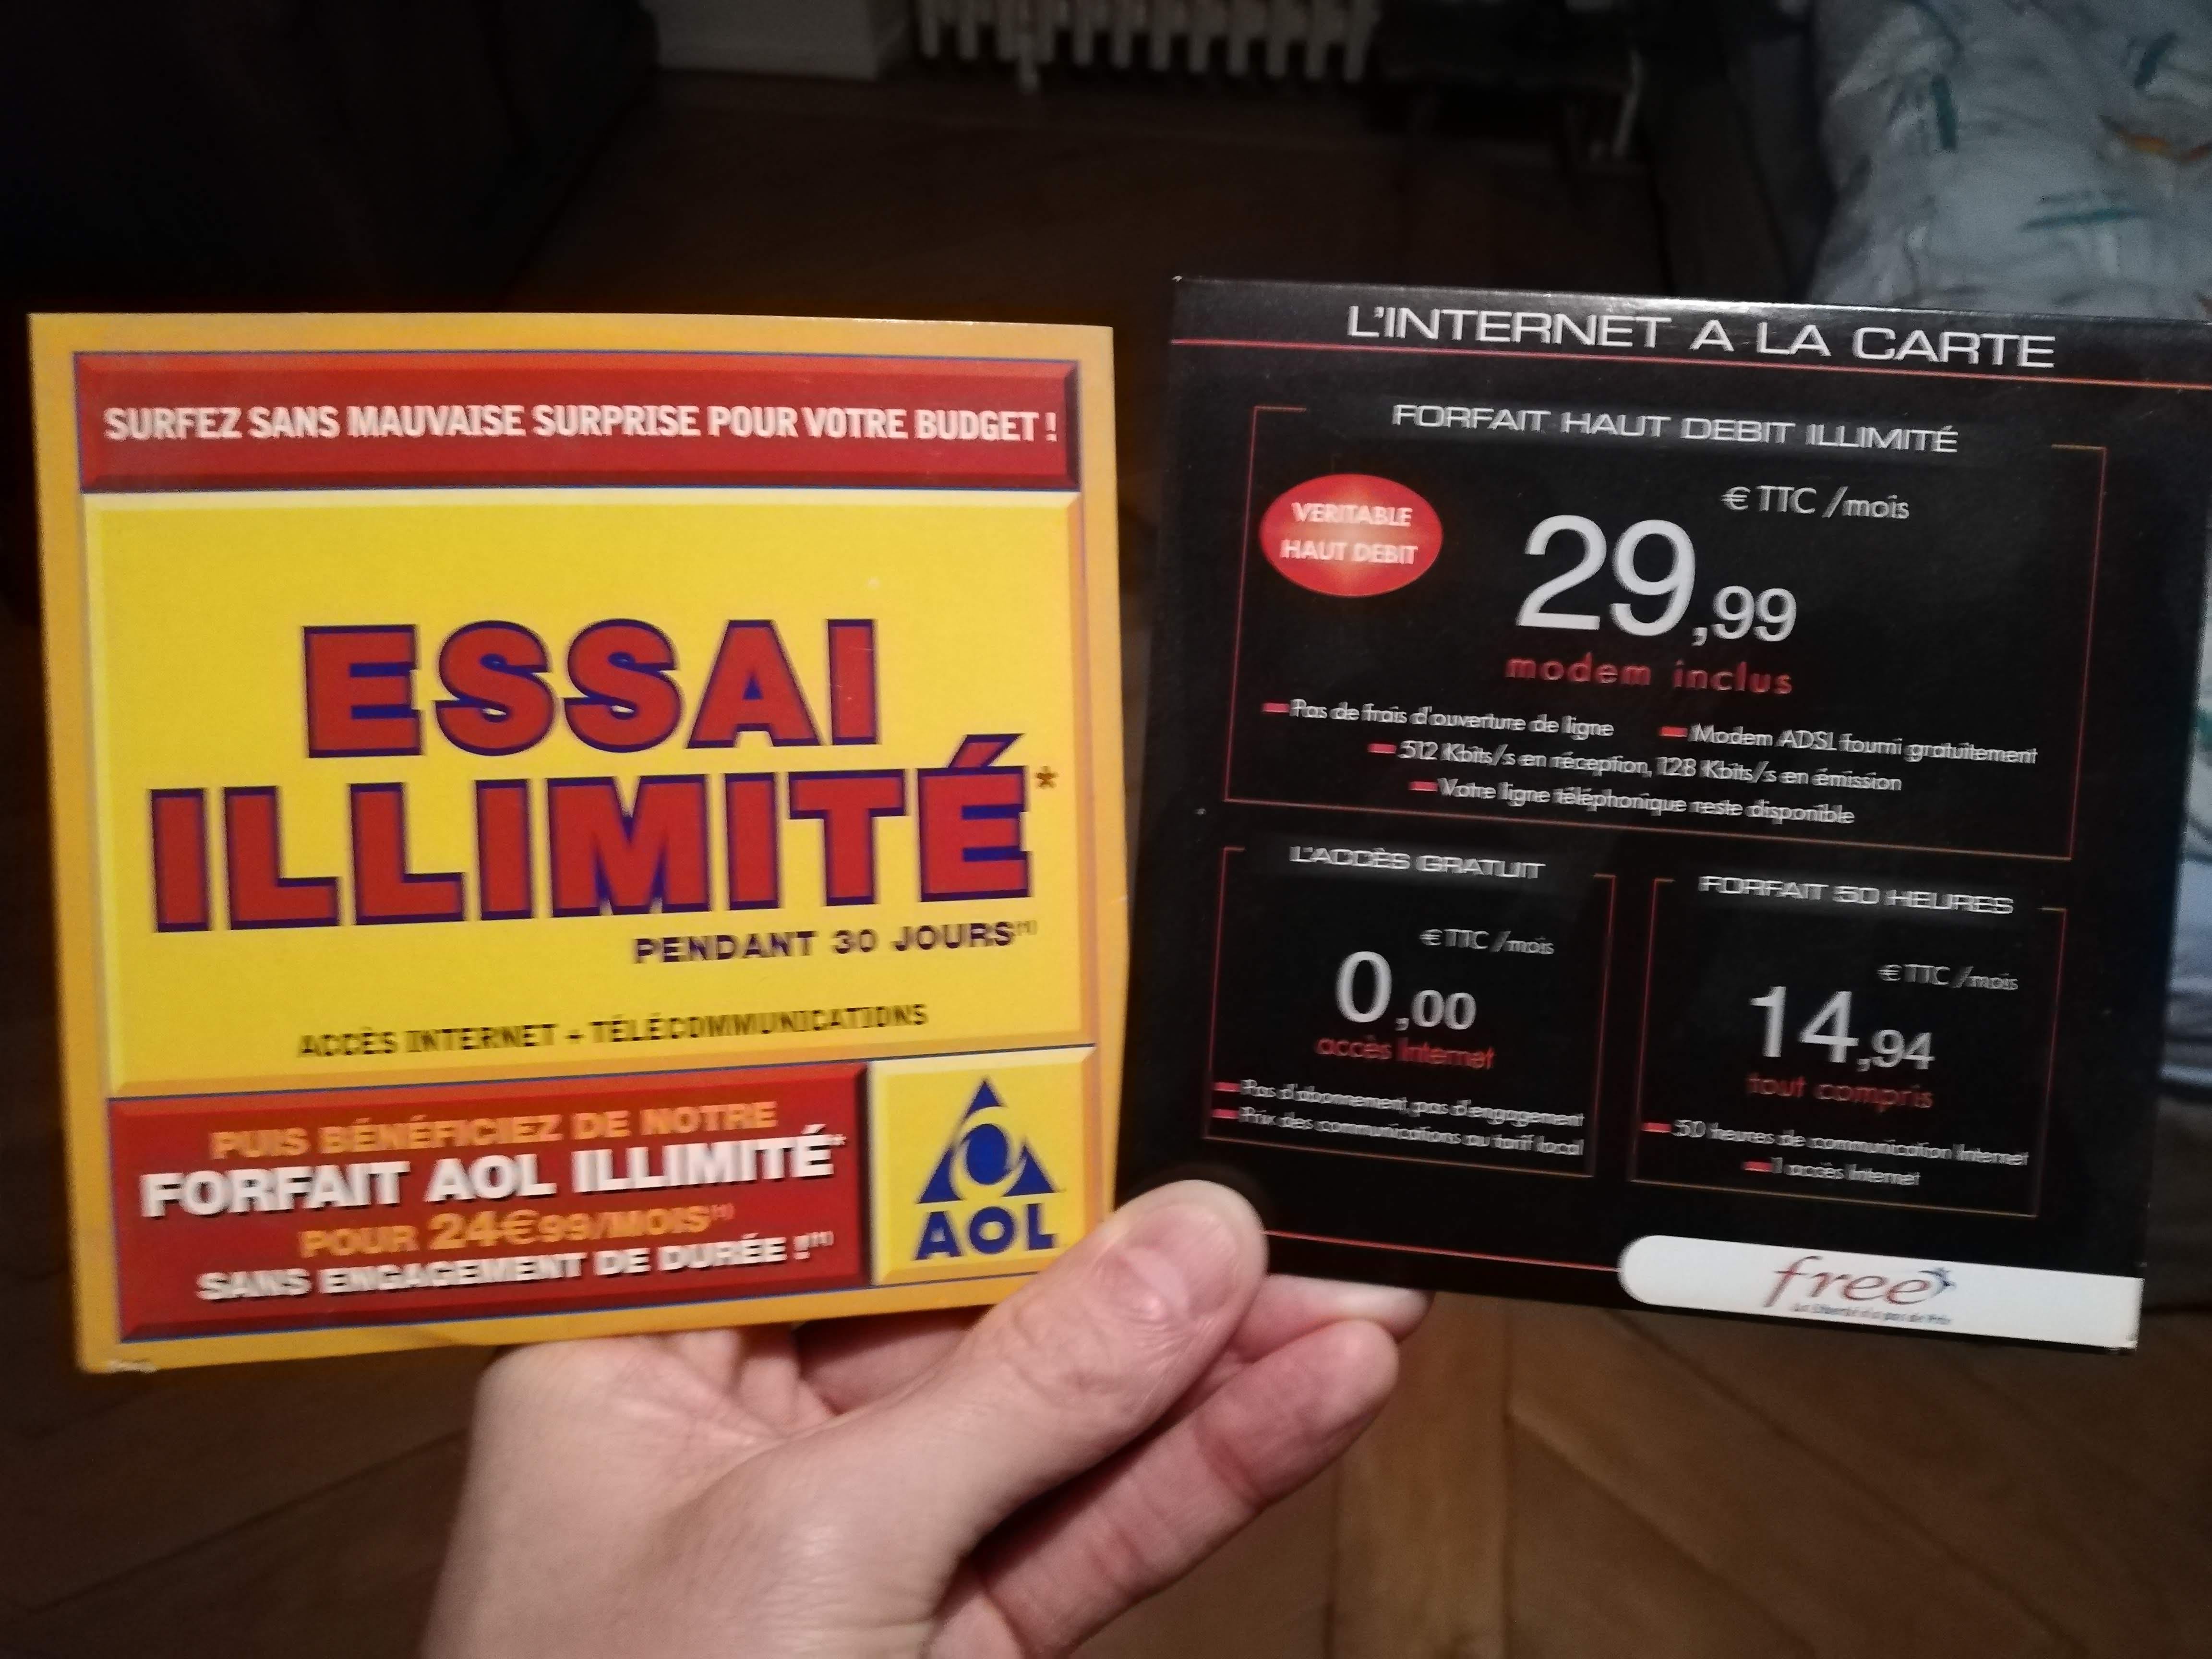 SURFEZ SANS MAUVAISE SURPRISE POUR VOTRE BUDGET !
ESSAI
ILLIMITÉ*
PENDANT 30 JOURS(1)
ACCÈS INTERNET + TÉLÉCOMMUNICATIONS
PUIS BÉNÉFICIEZ DE NOTRE
FORFAIT AOL ILLIMITÉ*
POUR 24€99/MOIS(1)
SANS ENGAGEMENT DE DURÉE !(1)
AOL
L'INTERNET A LA CARTE
FORFAIT HAUT DEBIT ILLIMITÉ
VERITABLE
HAUT DEBIT
€ TTC /mois
29,99
modem inclus
Pas de frais d'ouverture de ligne
Modem ADSL fourni gratuitement
512 Kbits/s en réception, 128 Kbits/s en émission
Votre ligne téléphonique reste disponible
L'ACCÈS GRATUIT
€ TTC /mois
0,00
accès Internet
Pas d'abonnement, pas d'engagement
Prix des communications au tarif local
FORFAIT 50 HEURES
€ TTC /mois
14,94
tout compris
50 heures de communication Internet
1 accès Internet
free
La Liberté n'a pas de Prix